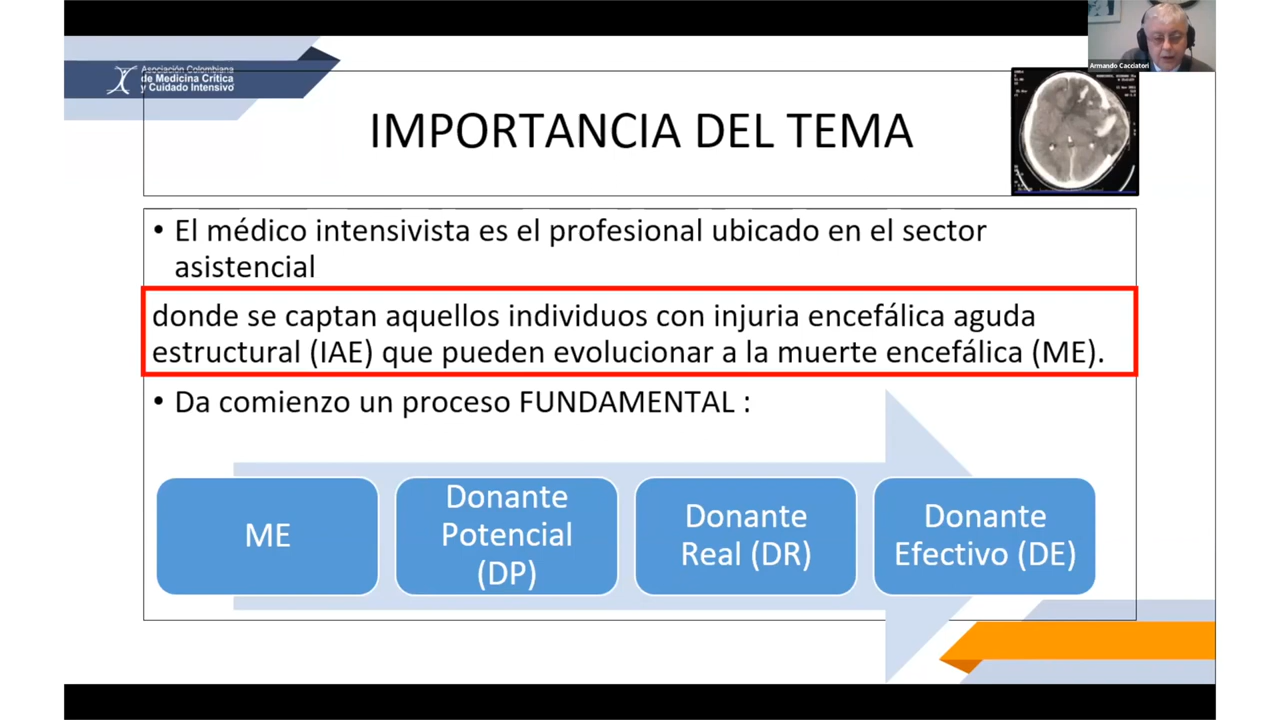 Asociación Colombiana
de Medicina Crítica
y Cuidado Intensivo
Armando Cacciatori
IMPORTANCIA DEL TEMA
• El médico intensivista es el profesional ubicado en el sector
asistencial
donde se captan aquellos individuos con injuria encefálica aguda
estructural (IAE) que pueden evolucionar a la muerte encefálica (ME).
• Da comienzo un proceso FUNDAMENTAL :
ME
Donante
Potencial
(DP)
Donante
Real (DR)
Donante
Efectivo (DE)